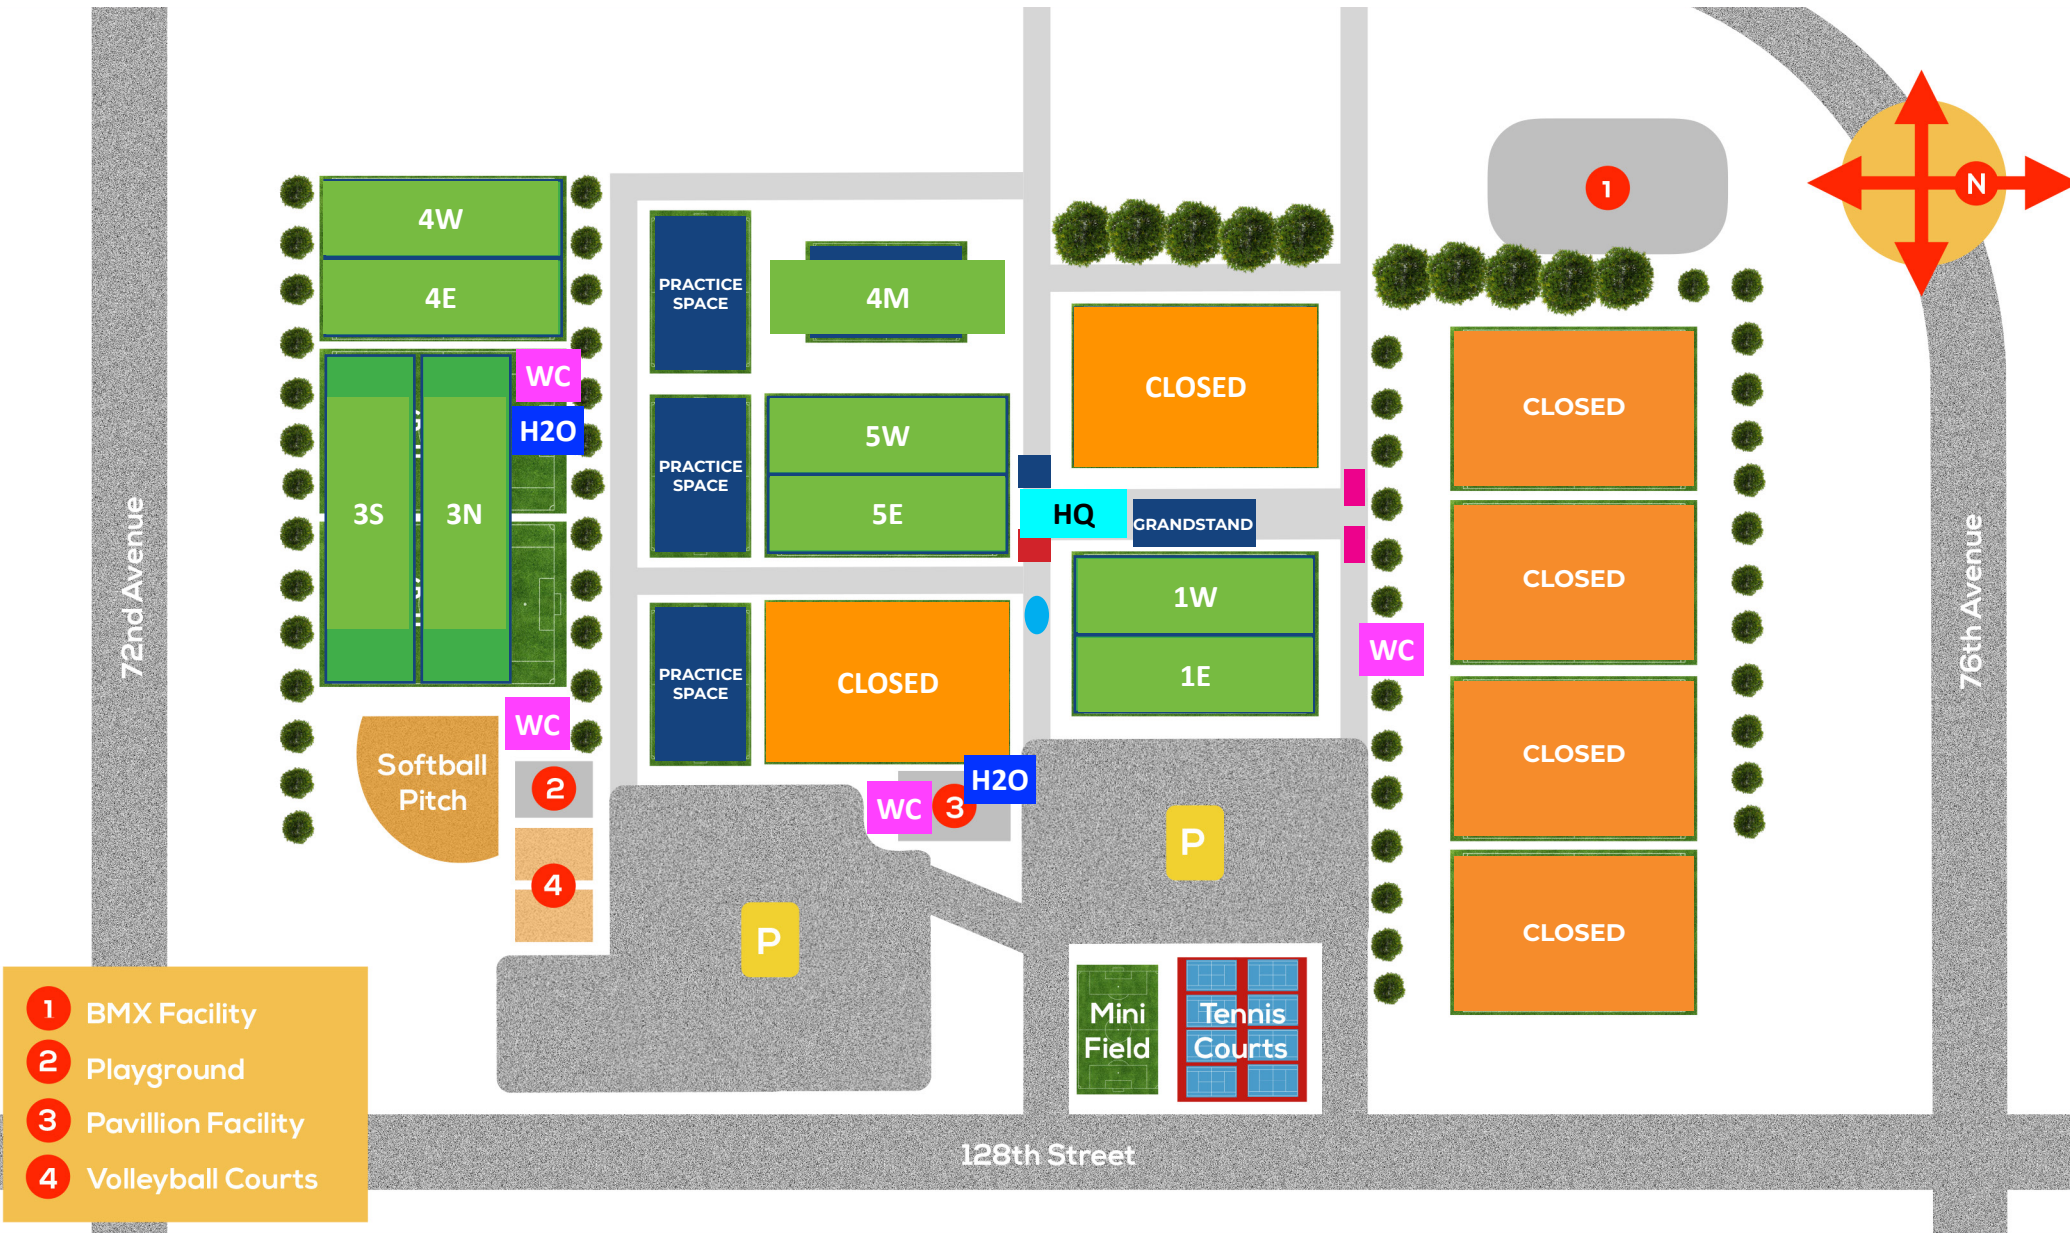 N
1
4W
4E
PRACTICE
SPACE
4M
CLOSED
CLOSED
WC
H2O
3S
3N
PRACTICE
SPACE
5W
5E
HQ
GRANDSTAND
CLOSED
72nd Avenue
76th Avenue
1W
1E
WC
PRACTICE
SPACE
CLOSED
CLOSED
WC
Softball
Pitch
2
4
WC
3
H2O
P
P
CLOSED
Mini
Field
Tennis
Courts
1 BMX Facility
2 Playground
3 Pavillion Facility
4 Volleyball Courts
128th Street